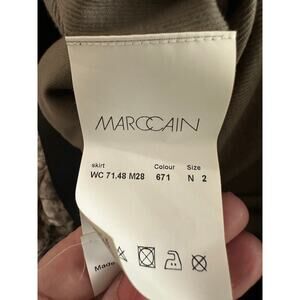 MARCCAIN
skirt Colour Size
WC 71.48 M28 671 N 2
Made